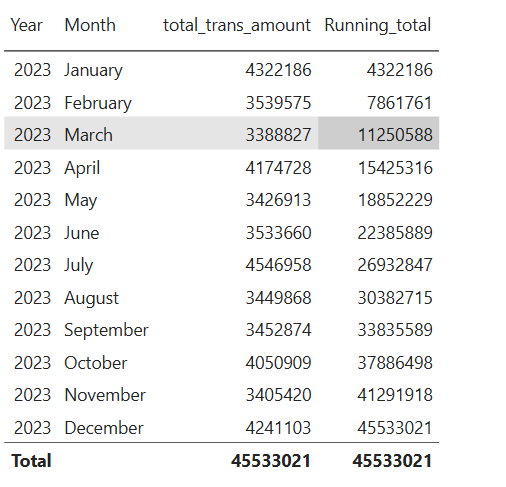 Year Month total_trans_amount Running_total
2023 January 4322186 4322186
2023 February 3539575 7861761
2023 March 3388827 11250588
2023 April 4174728 15425316
2023 May 3426913 18852229
2023 June 3533660 22385889
2023 July 4546958 26932847
2023 August 3449868 30382715
2023 September 3452874 33835589
2023 October 4050909 37886498
2023 November 3405420 41291918
2023 December 4241103 45533021
Total 45533021 45533021